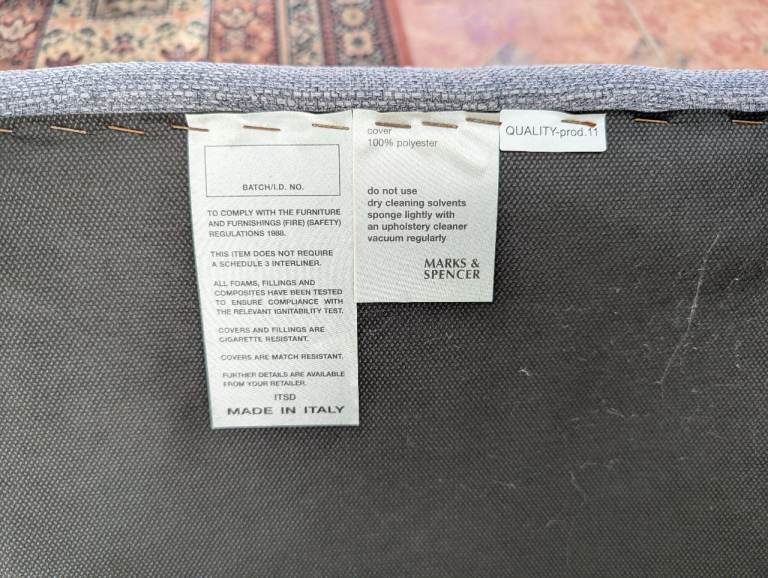 BATCH/I.D. NO.
TO COMPLY WITH THE FURNITURE
AND FURNISHINGS (FIRE) (SAFETY)
REGULATIONS 1988.
THIS ITEM DOES NOT REQUIRE
A SCHEDULE 3 INTERLINER.
ALL FOAMS, FILLINGS AND
COMPOSITES HAVE BEEN TESTED
TO ENSURE COMPLIANCE WITH
THE RELEVANT IGNITABILITY TEST.
COVERS AND FILLINGS ARE
CIGARETTE RESISTANT.
COVERS ARE MATCH RESISTANT.
FURTHER DETAILS ARE AVAILABLE
FROM YOUR RETAILER.
ITSD
MADE IN ITALY
cover
100% polyester
do not use
dry cleaning solvents
sponge lightly with
an upholstery cleaner
vacuum regularly
MARKS &
SPENCER
QUALITY-prod.11